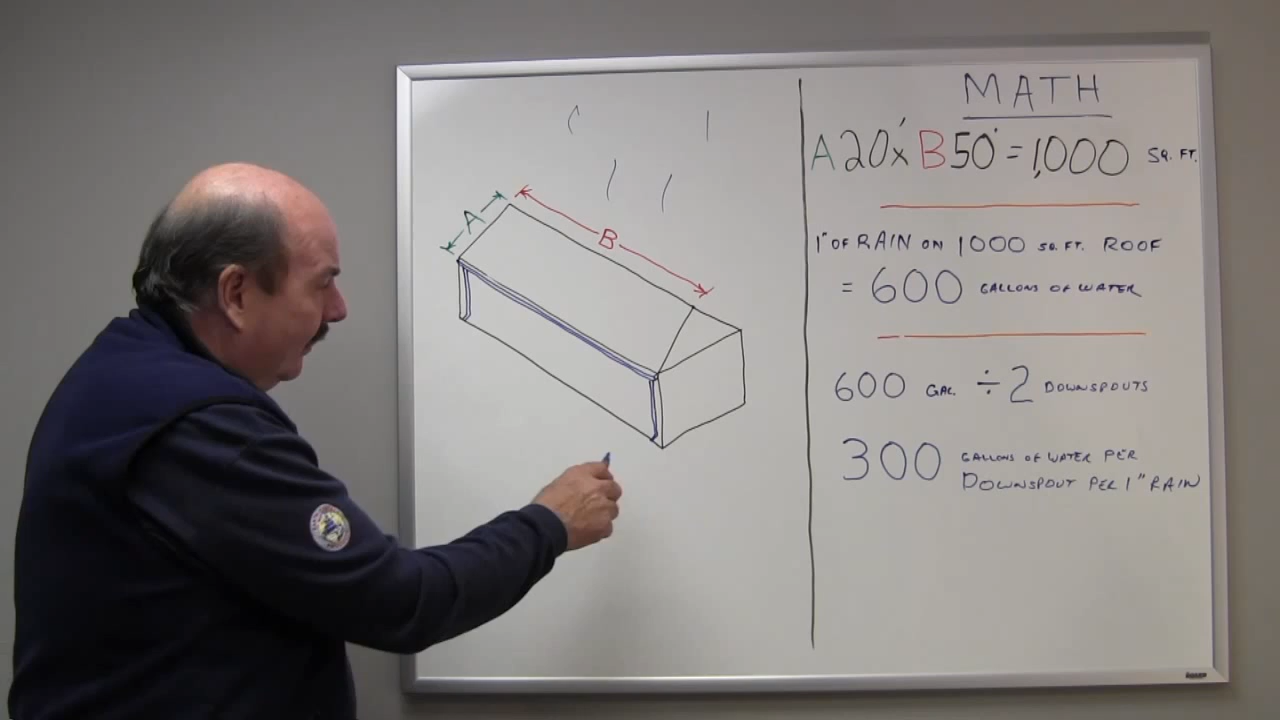 A
B
MATH
A 20' x B 50' = 1,000 SQ. FT.
1" OF RAIN ON 1000 SQ. FT. ROOF
= 600 GALLONS OF WATER
600 GAL. ÷ 2 DOWNSPOUTS
300 GALLONS OF WATER PER
DOWNSPOUT PER 1" RAIN